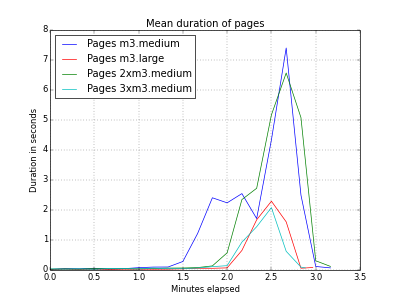 Mean duration of pages
8
7
6
5
4
3
2
1
0
Duration in seconds
Pages m3.medium
Pages m3.large
Pages 2xm3.medium
Pages 3xm3.medium
0.0 0.5 1.0 1.5 2.0 2.5 3.0 3.5
Minutes elapsed